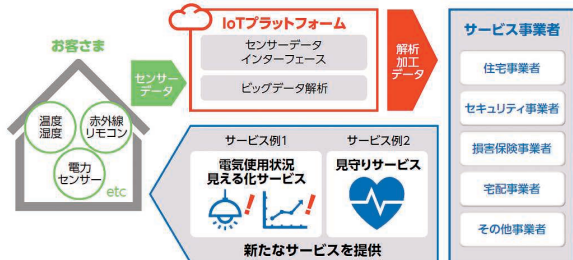 お客さま
温度
湿度
赤外線
リモコン
電力
センサー
etc
センサー
データ
IoTプラットフォーム
センサーデータ
インターフェース
ビッグデータ解析
解析
加工
データ
サービス事業者
住宅事業者
セキュリティ事業者
損害保険事業者
宅配事業者
その他事業者
サービス例1
電気使用状況
見える化サービス
サービス例2
見守りサービス
新たなサービスを提供